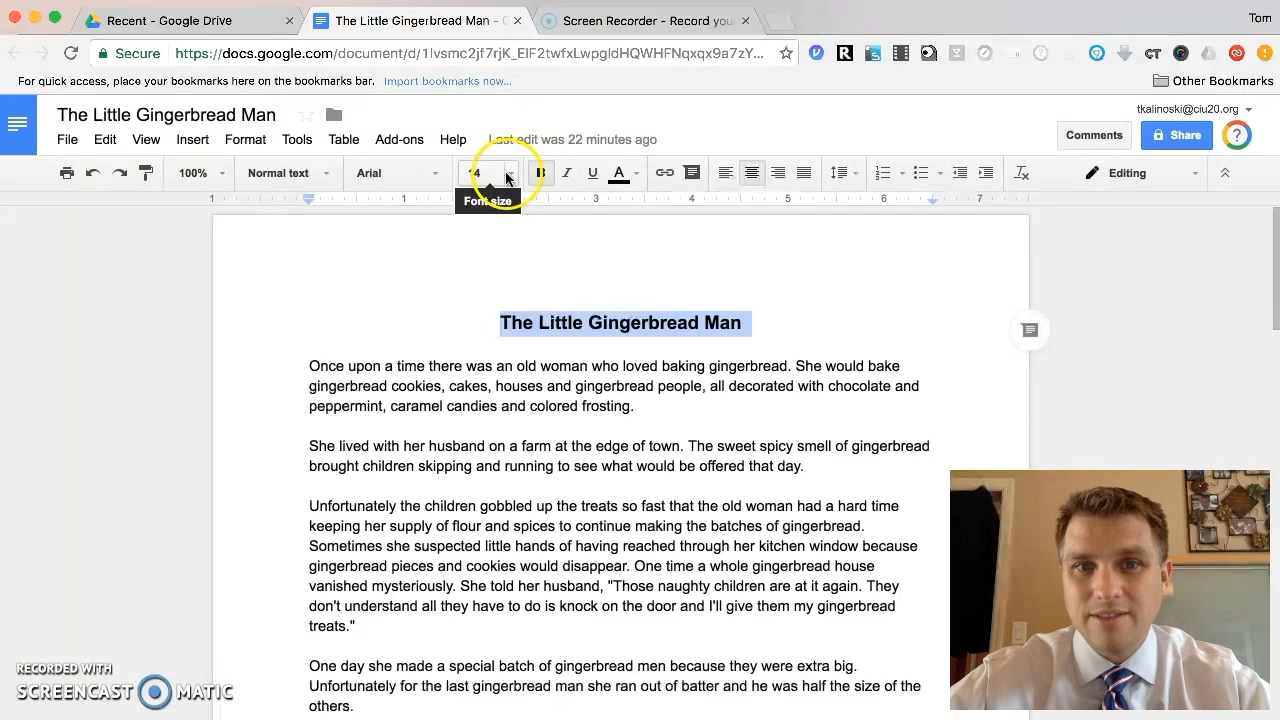 Recent - Google Drive
The Little Gingerbread Man - G
Screen Recorder - Record you
Tom
Secure
https://docs.google.com/document/d/1lvsmc2jf7rjK_ElF2twfxLwpgldHQWHFNqxqx9a7zY...
For quick access, place your bookmarks here on the bookmarks bar. Import bookmarks now...
Other Bookmarks
The Little Gingerbread Man
tkalinoski@ciu20.org
File Edit View Insert Format Tools Table Add-ons Help Last edit was 22 minutes ago
Comments
Share
100% Normal text Arial 14 B I U A Editing
Font size
1 1 3 4 5 6 7
The Little Gingerbread Man
Once upon a time there was an old woman who loved baking gingerbread. She would bake
gingerbread cookies, cakes, houses and gingerbread people, all decorated with chocolate and
peppermint, caramel candies and colored frosting.
She lived with her husband on a farm at the edge of town. The sweet spicy smell of gingerbread
brought children skipping and running to see what would be offered that day.
Unfortunately the children gobbled up the treats so fast that the old woman had a hard time
keeping her supply of flour and spices to continue making the batches of gingerbread.
Sometimes she suspected little hands of having reached through her kitchen window because
gingerbread pieces and cookies would disappear. One time a whole gingerbread house
vanished mysteriously. She told her husband, "Those naughty children are at it again. They
don't understand all they have to do is knock on the door and I'll give them my gingerbread
treats."
One day she made a special batch of gingerbread men because they were extra big.
Unfortunately for the last gingerbread man she ran out of batter and he was half the size of the
others.
RECORDED WITH
SCREENCAST MATIC